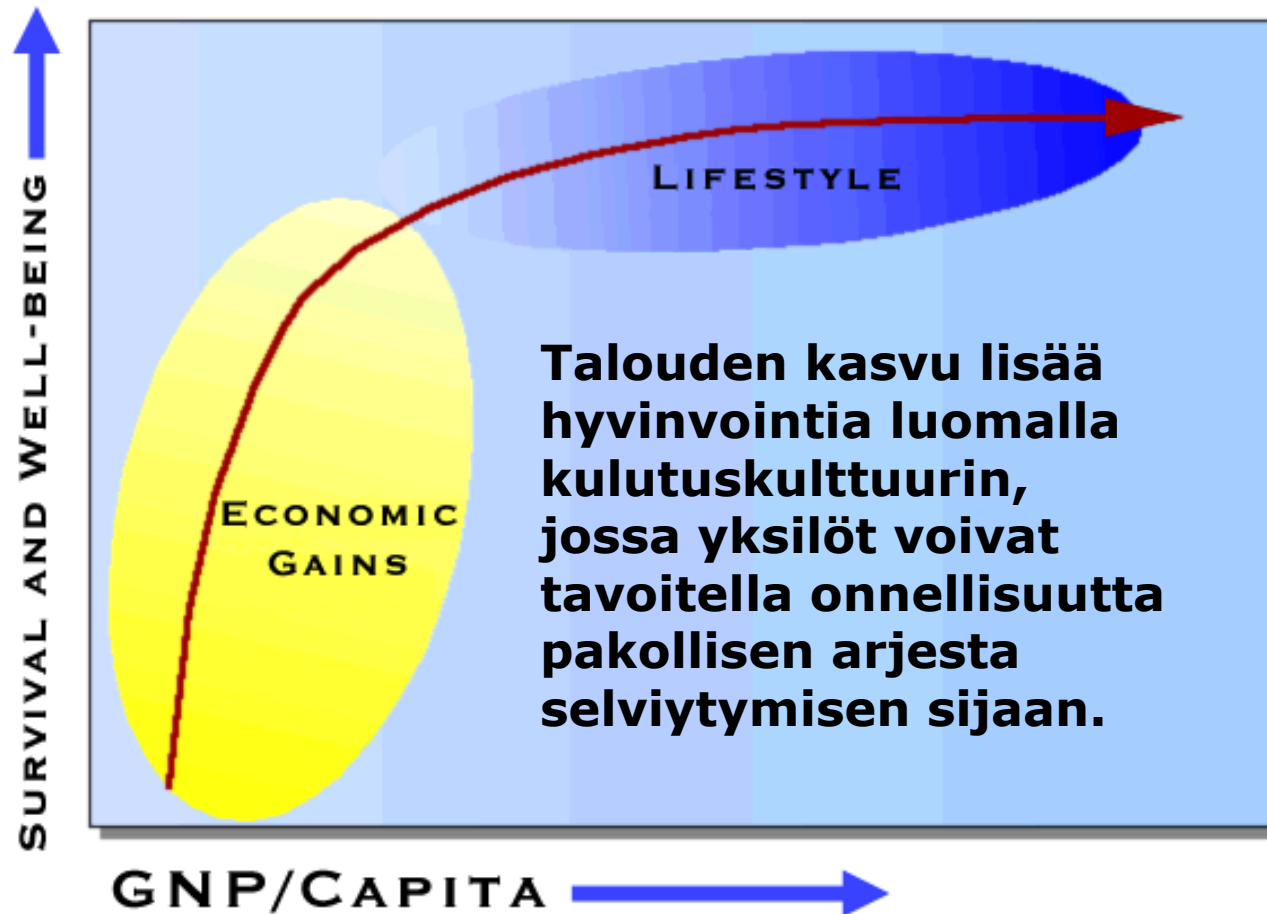 SURVIVAL AND WELL-BEING
LIFESTYLE
ECONOMIC
GAINS
Talouden kasvu lisää
hyvinvointia luomalla
kulutuskulttuurin,
jossa yksilöt voivat
tavoitella onnellisuutta
pakollisen arjesta
selviytymisen sijaan.
GNP/CAPITA